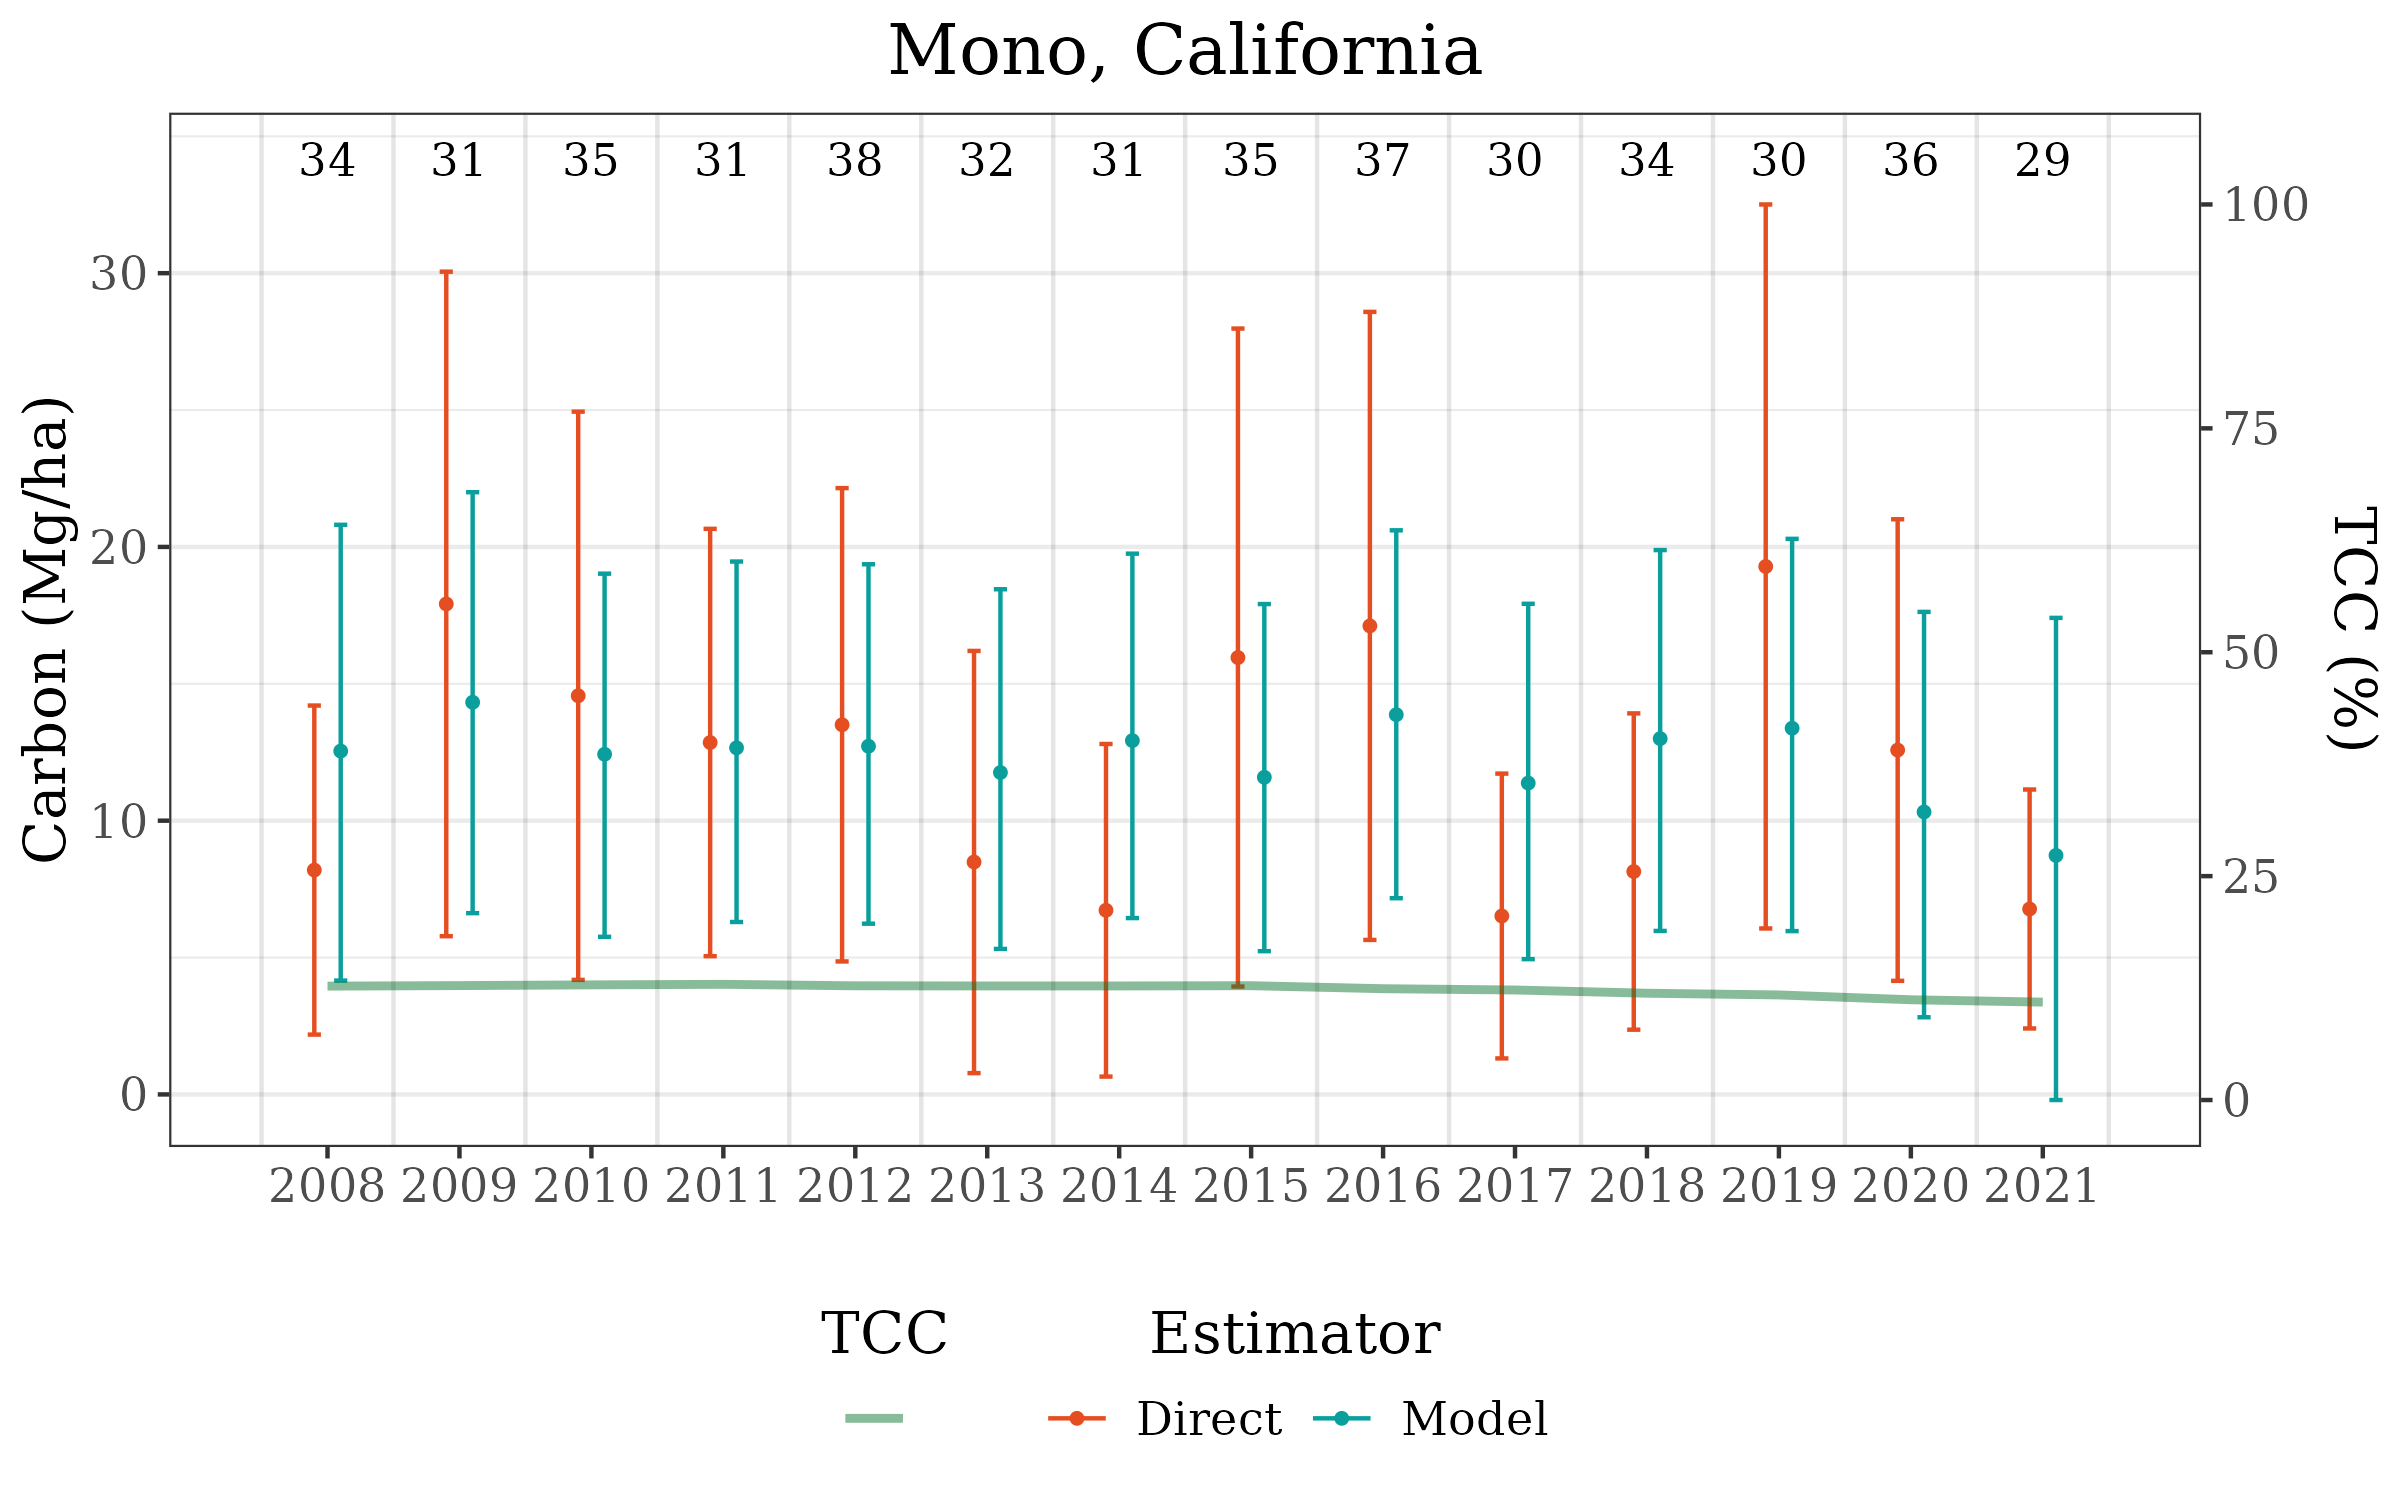 Mono, California
34 31 35 31 38 32 31 35 37 30 34 30 36 29
100
30
75
20
50
10
25
0
0
Carbon (Mg/ha)
TCC (%)
2008 2009 2010 2011 2012 2013 2014 2015 2016 2017 2018 2019 2020 2021
TCC Estimator
Direct Model